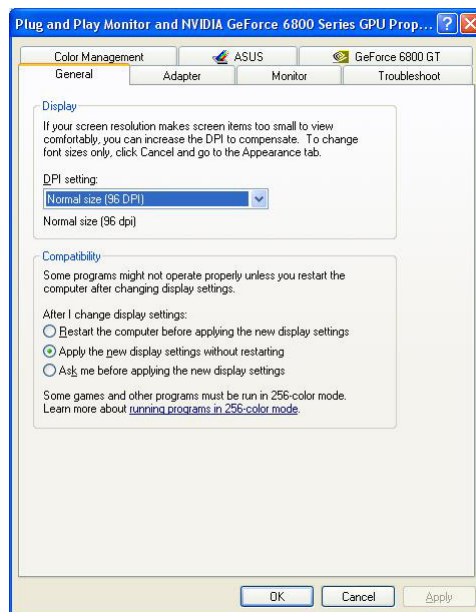 Plug and Play Monitor and NVIDIA GeForce 6800 Series GPU Prop...
Color Management
ASUS
GeForce 6800 GT
General
Adapter
Monitor
Troubleshoot
Display
If your screen resolution makes screen items too small to view
comfortably, you can increase the DPI to compensate.  To change
font sizes only, click Cancel and go to the Appearance tab.
DPI setting:
Normal size (96 DPI)
Normal size (96 dpi)
Compatibility
Some programs might not operate properly unless you restart the
computer after changing display settings.
After I change display settings:
Restart the computer before applying the new display settings
Apply the new display settings without restarting
Ask me before applying the new display settings
Some games and other programs must be run in 256-color mode.
Learn more about running programs in 256-color mode.
OK
Cancel
Apply